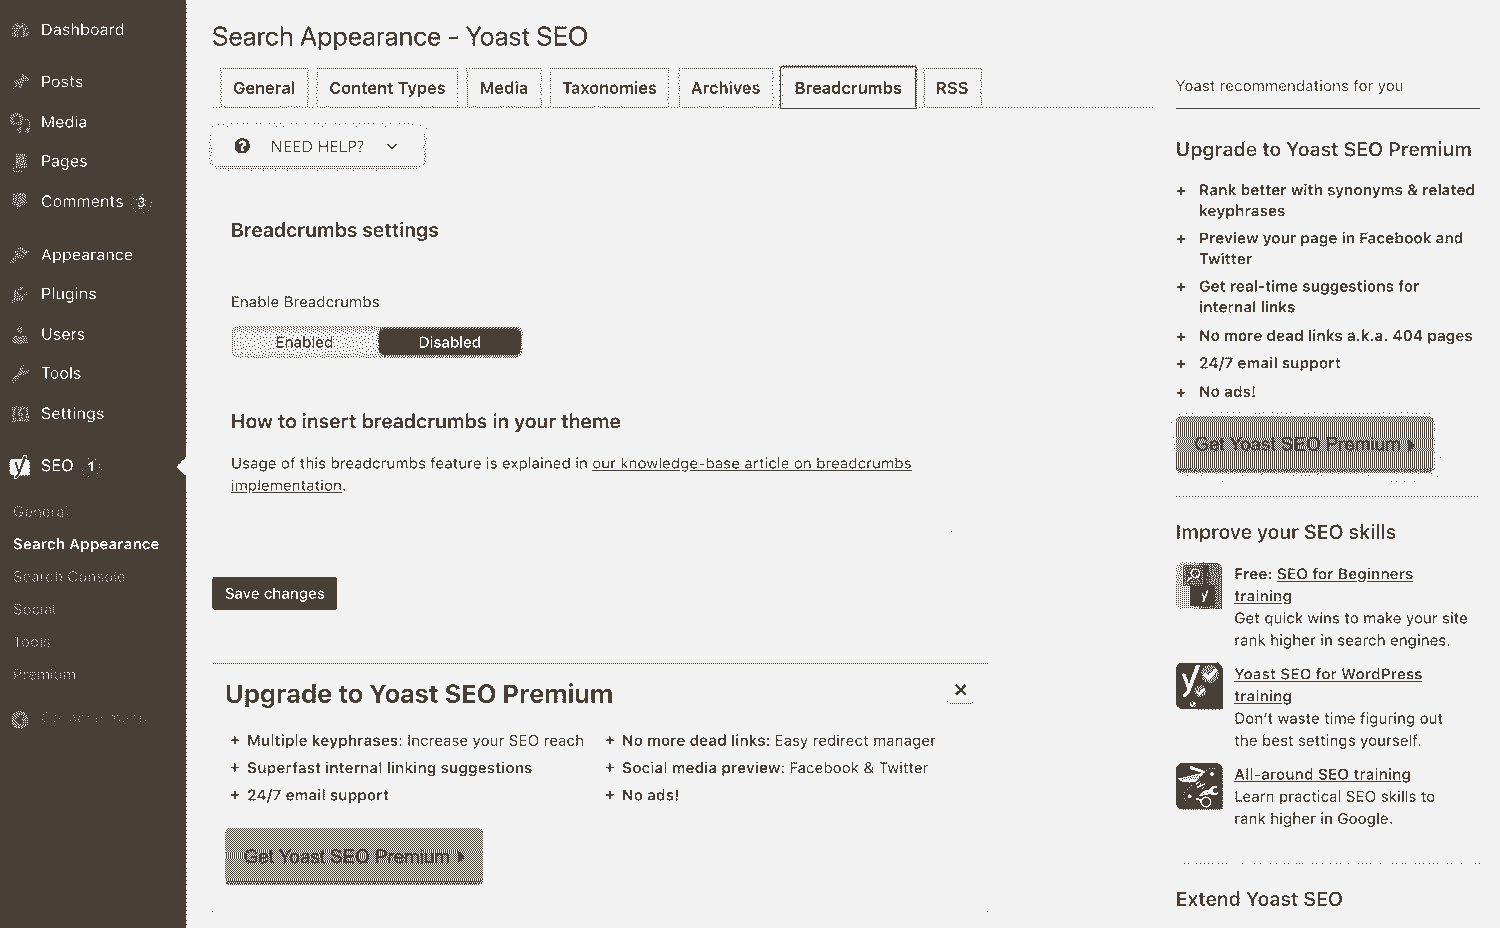 Dashboard
Posts
Media
Pages
Comments 3
Appearance
Plugins
Users
Tools
Settings
SEO 1
General
Search Appearance
Search Console
Social
Tools
Premium
Search Appearance - Yoast SEO
General
Content Types
Media
Taxonomies
Archives
Breadcrumbs
RSS
NEED HELP?
Breadcrumbs settings
Enable Breadcrumbs
Enabled
Disabled
How to insert breadcrumbs in your theme
Usage of this breadcrumbs feature is explained in our knowledge-base article on breadcrumbs
implementation.
Save changes
Upgrade to Yoast SEO Premium
+ Multiple keyphrases: Increase your SEO reach
+ Superfast internal linking suggestions
+ 24/7 email support
+ No more dead links: Easy redirect manager
+ Social media preview: Facebook & Twitter
+ No ads!
Get Yoast SEO Premium
Yoast recommendations for you
Upgrade to Yoast SEO Premium
+ Rank better with synonyms & related
keyphrases
+ Preview your page in Facebook and
Twitter
+ Get real-time suggestions for
internal links
+ No more dead links a.k.a. 404 pages
+ 24/7 email support
+ No ads!
Get Yoast SEO Premium
Improve your SEO skills
Free: SEO for Beginners
training
Get quick wins to make your site
rank higher in search engines.
Yoast SEO for WordPress
training
Don't waste time figuring out
the best settings yourself.
All-around SEO training
Learn practical SEO skills to
rank higher in Google.
Extend Yoast SEO